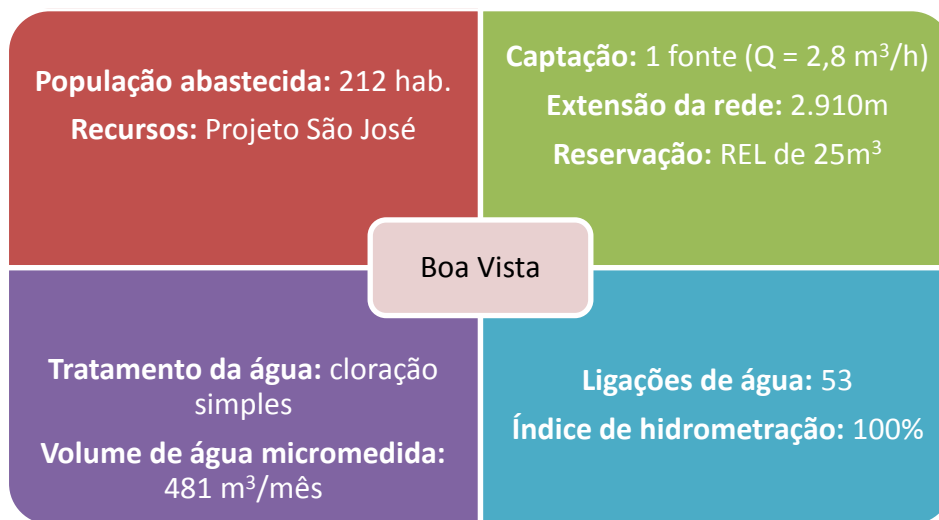 População abastecida: 212 hab.
Recursos: Projeto São José
Captação: 1 fonte (Q = 2,8 m³/h)
Extensão da rede: 2.910m
Reservação: REL de 25m³
Boa Vista
Tratamento da água: cloração
simples
Volume de água micromedida:
481 m³/mês
Ligações de água: 53
Índice de hidrometração: 100%